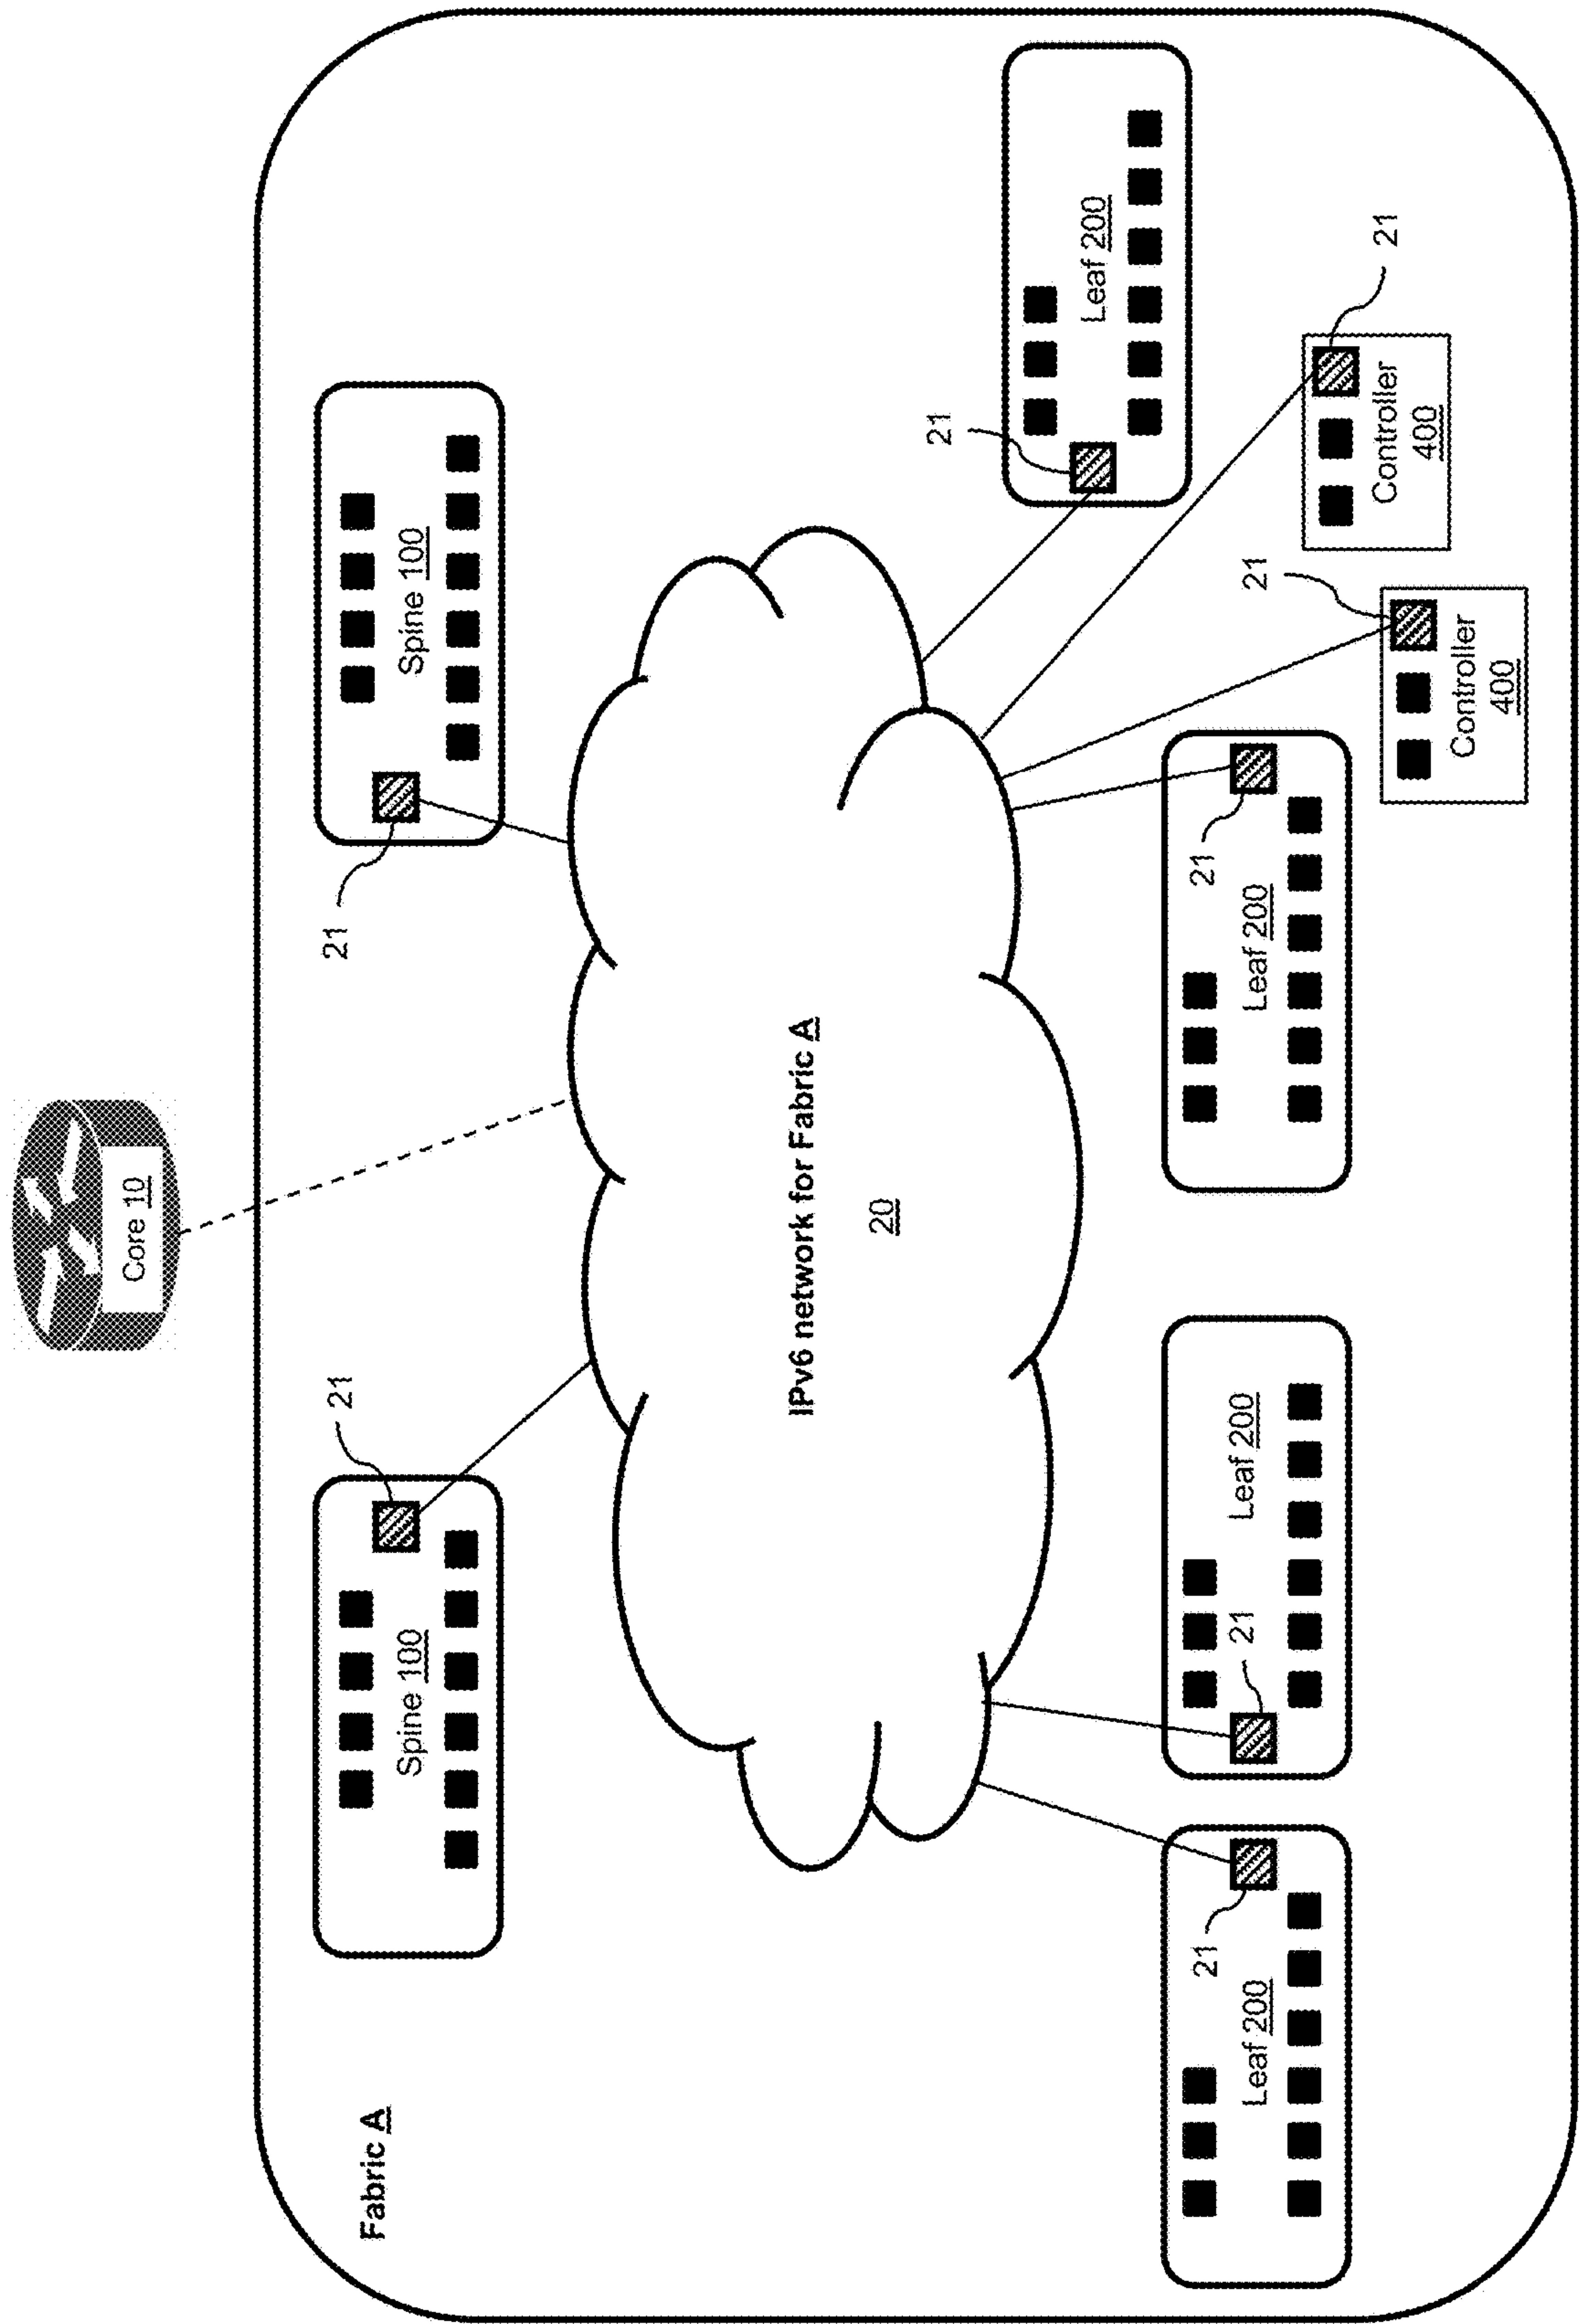 Core 10
Fabric A
21
Spine 100
21
Spine 100
IPv6 network for Fabric A
20
21
Leaf 200
21
Leaf 200
21
Leaf 200
21
Leaf 200
21
Controller
400
21
Controller
400